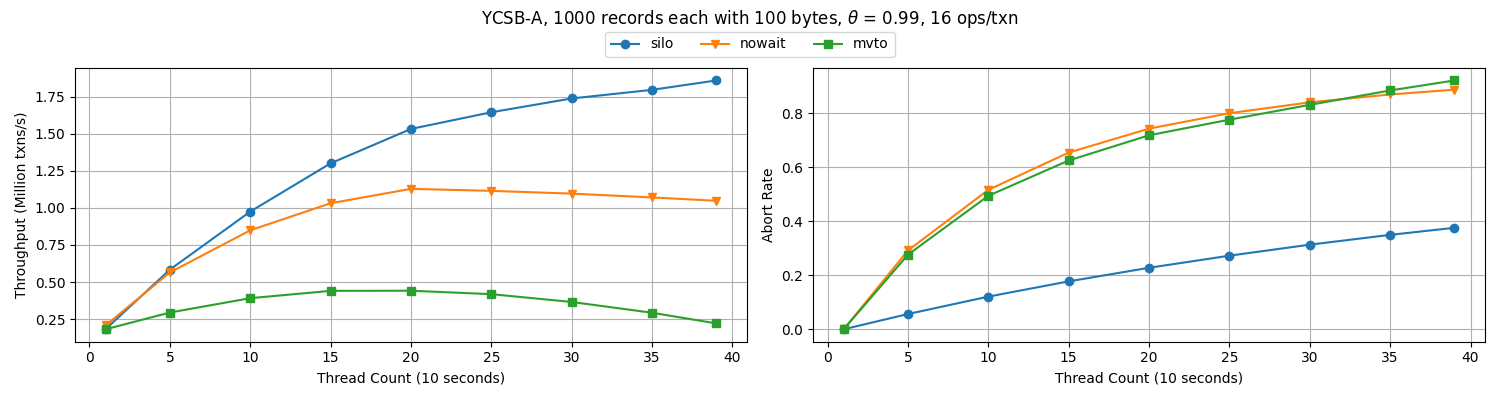 YCSB-A, 1000 records each with 100 bytes, θ = 0.99, 16 ops/txn
silo nowait mvto
Throughput (Million txns/s)
1.75
1.50
1.25
1.00
0.75
0.50
0.25
0 5 10 15 20 25 30 35 40
Thread Count (10 seconds)
Abort Rate
0.8
0.6
0.4
0.2
0.0
0 5 10 15 20 25 30 35 40
Thread Count (10 seconds)